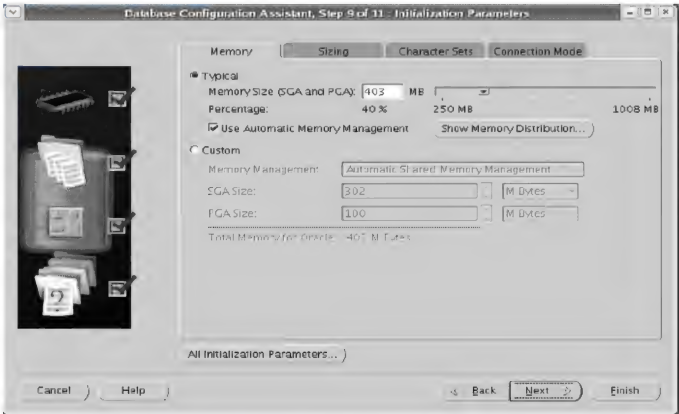 Database Configuration Assistant, Step 9 of 11 : Initialization Parameters
Memory Sizing Character Sets Connection Mode
Typical
Memory Size (SGA and PGA): 403 MB
Percentage: 40 % 250 MB 1008 MB
Use Automatic Memory Management Show Memory Distribution...
Custom
Memory Management Automatic Shared Memory Management
SGA Size: 302 M Bytes
PGA Size: 100 M Bytes
Total Memory for Oracle: 403 M Bytes
All Initialization Parameters...
Cancel Help Back Next Finish